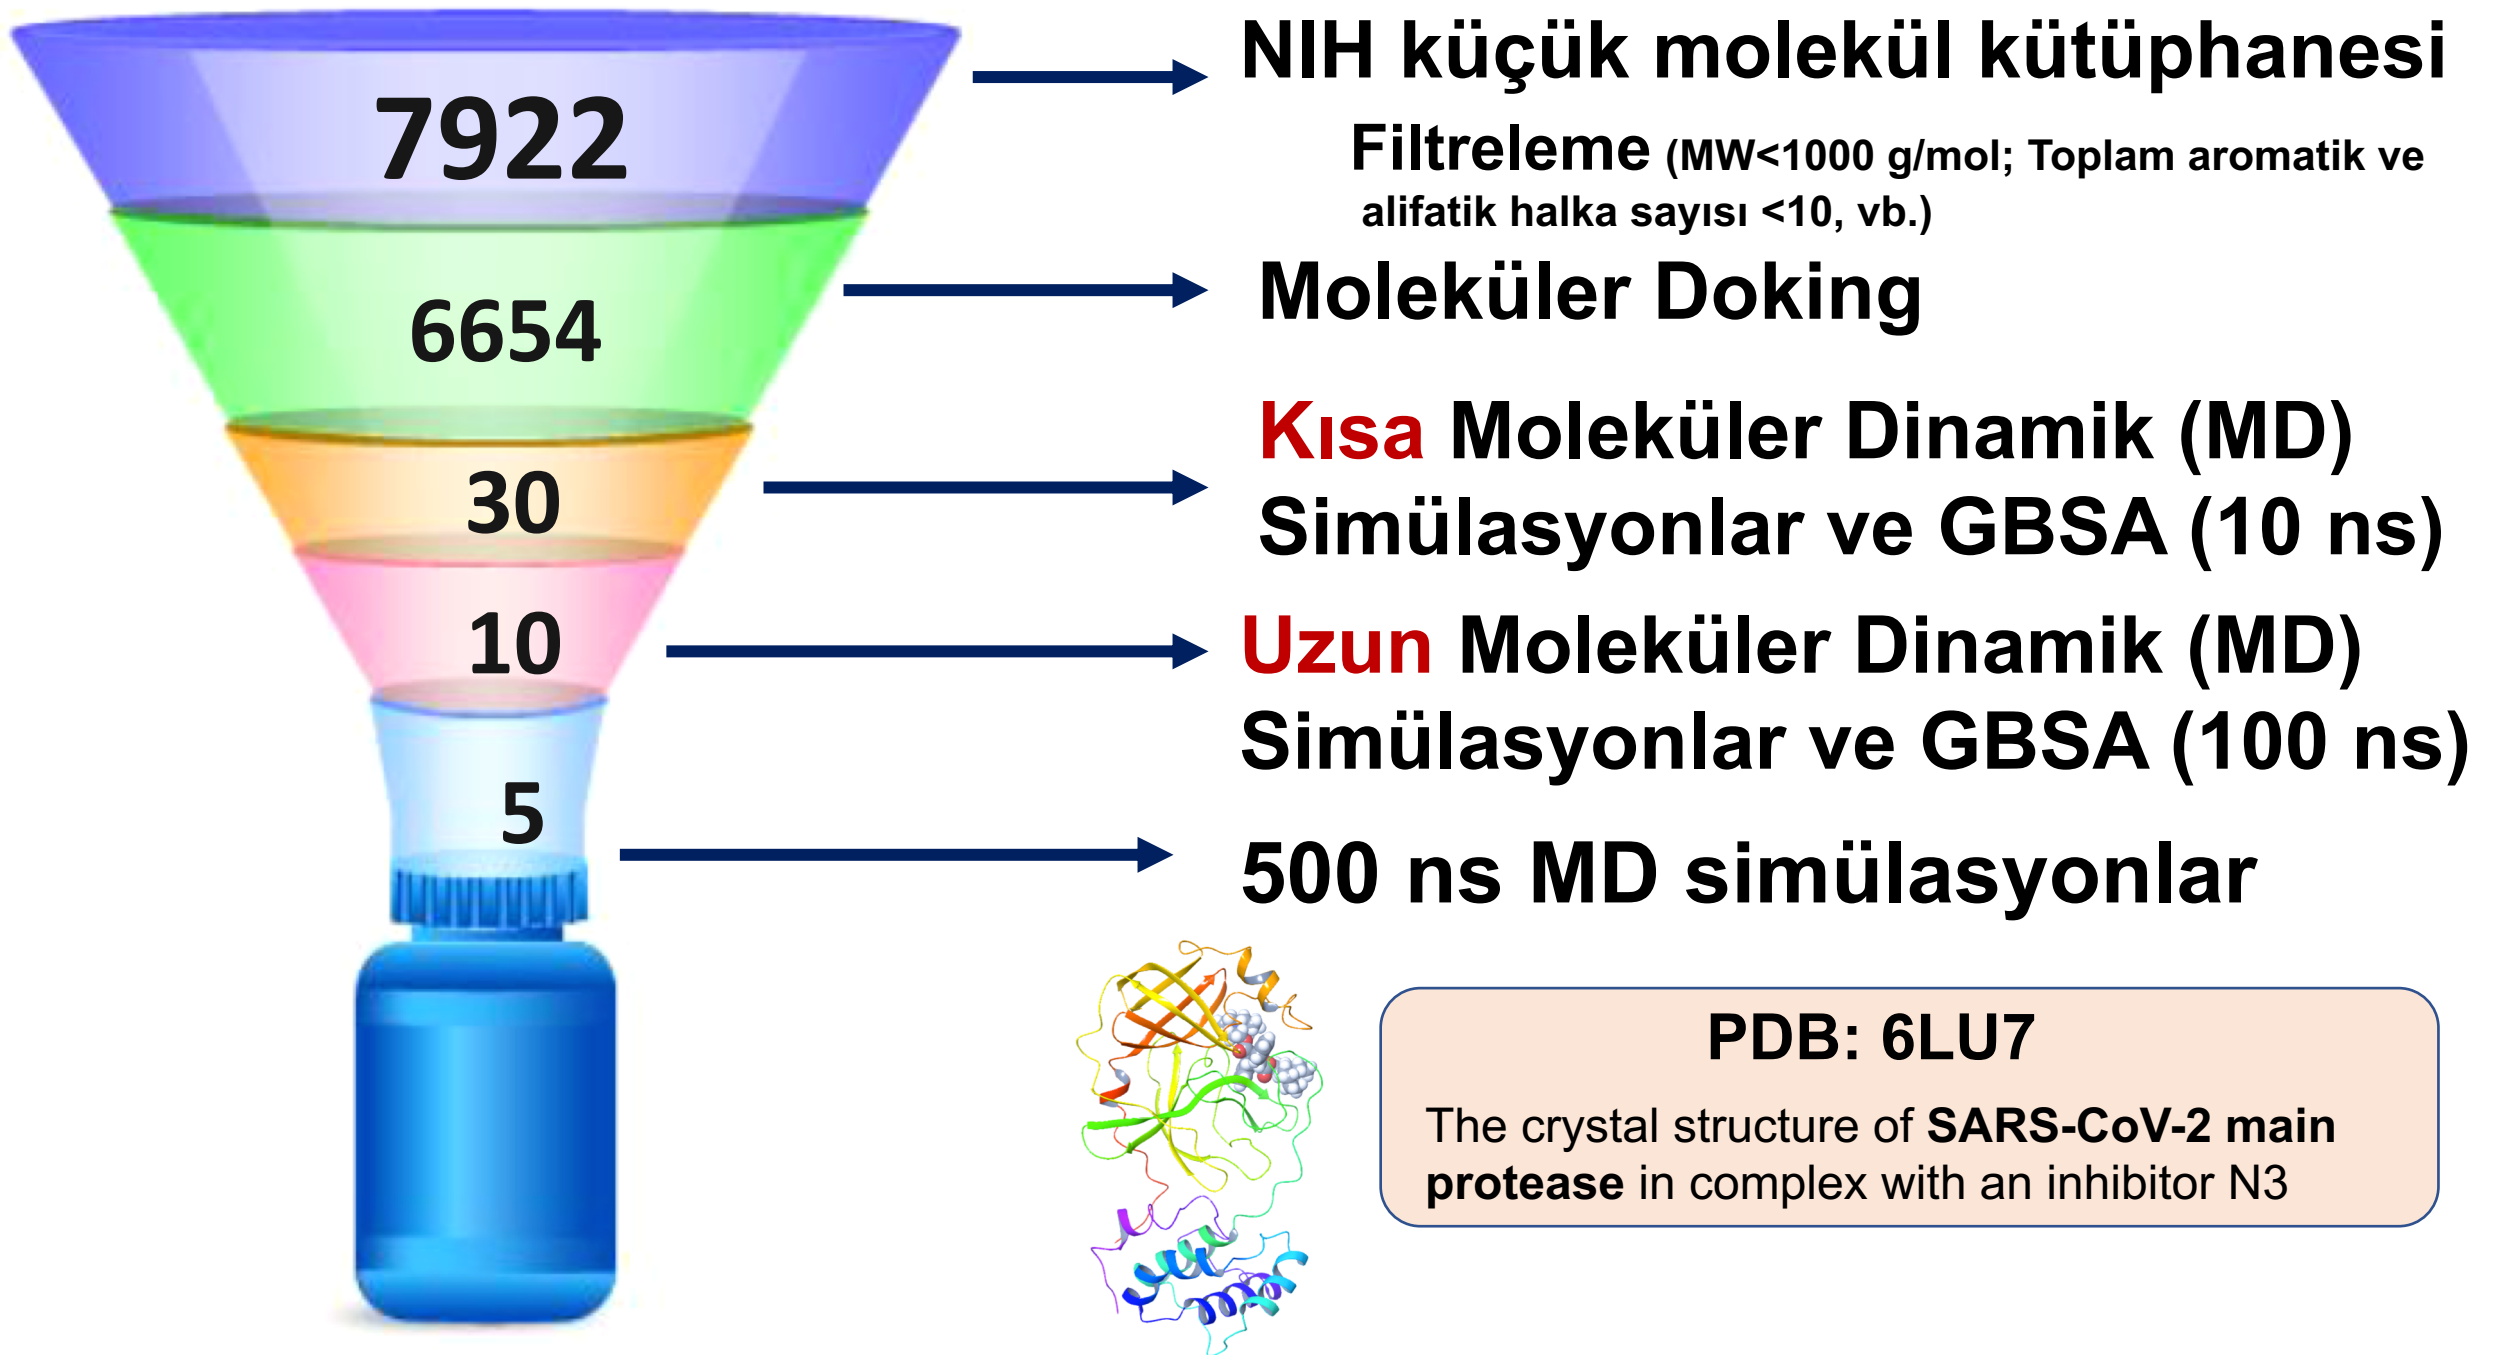 7922
NIH küçük molekül kütüphanesi
Filtreleme (MW<1000 g/mol; Toplam aromatik ve
alifatik halka sayısı <10, vb.)
6654
Moleküler Doking
30
Kısa Moleküler Dinamik (MD)
Simülasyonlar ve GBSA (10 ns)
10
Uzun Moleküler Dinamik (MD)
Simülasyonlar ve GBSA (100 ns)
5
500 ns MD simülasyonlar
PDB: 6LU7
The crystal structure of SARS-CoV-2 main
protease in complex with an inhibitor N3